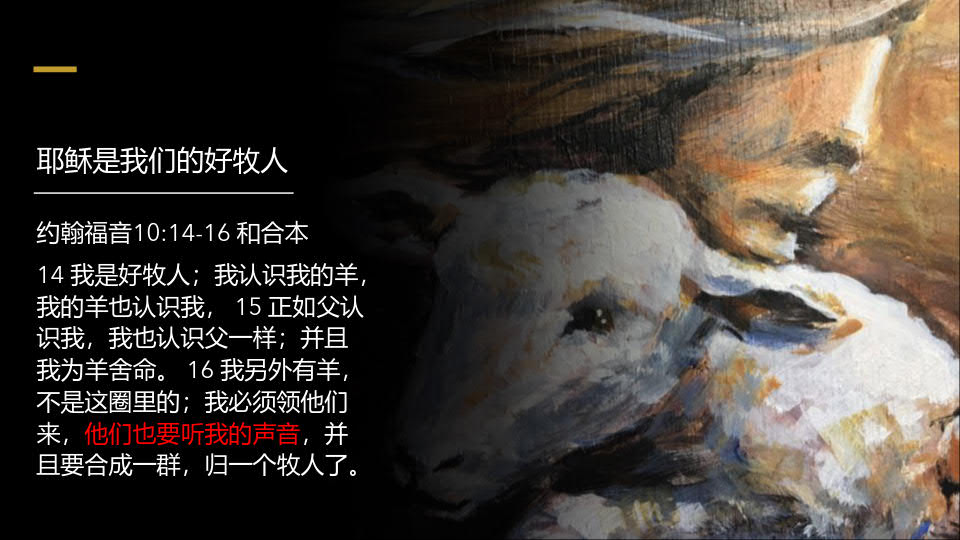 耶稣是我们的好牧人
约翰福音10:14-16 和合本
14 我是好牧人；我认识我的羊，
我的羊也认识我， 15 正如父认
识我，我也认识父一样；并且
我为羊舍命。 16 我另外有羊，
不是这圈里的；我必须领他们
来，他们也要听我的声音，并
且要合成一群，归一个牧人了。